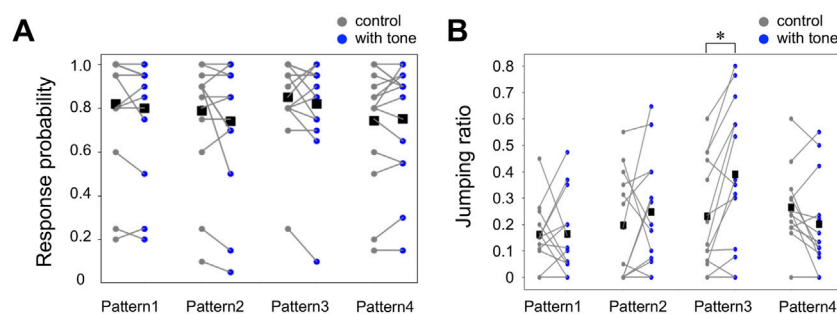 A
control
with tone
Response probability
1.0
0.8
0.6
0.4
0.2
0
Pattern1 Pattern2 Pattern3 Pattern4
B
control
with tone
*
Jumping ratio
0.8
0.7
0.6
0.5
0.4
0.3
0.2
0.1
0
Pattern1 Pattern2 Pattern3 Pattern4